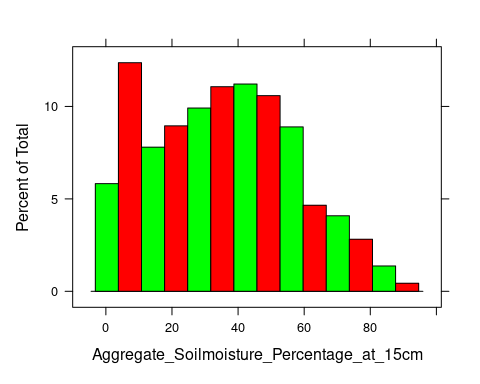 10
5
0
Percent of Total
0 20 40 60 80
Aggregate_Soilmoisture_Percentage_at_15cm